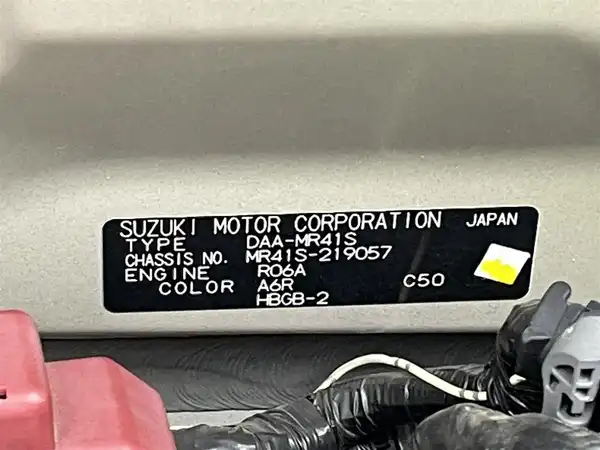 SUZUKI MOTOR CORPORATION JAPAN
TYPE DAA-MR41S
CHASSIS NO. MR41S-219057
ENGINE R06A
COLOR A6R C50
HBGB-2